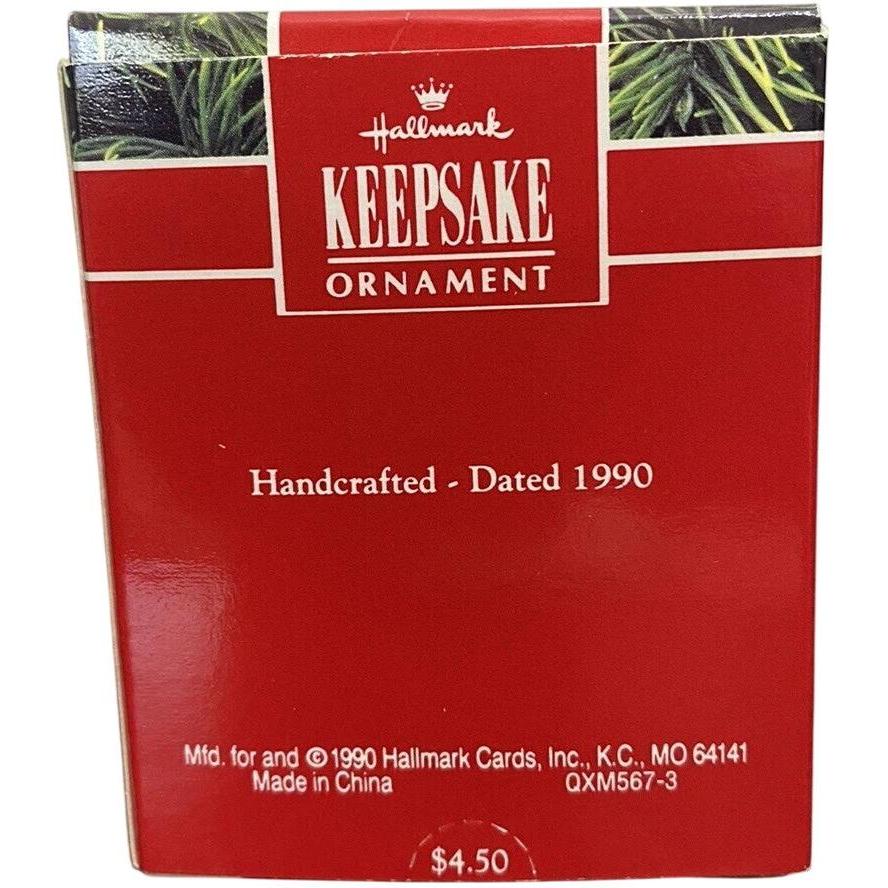 Hallmark
KEEPSAKE
ORNAMENT
Handcrafted - Dated 1990
Mfd. for and © 1990 Hallmark Cards, Inc., K.C., MO 64141
Made in China QXM567-3
$4.50